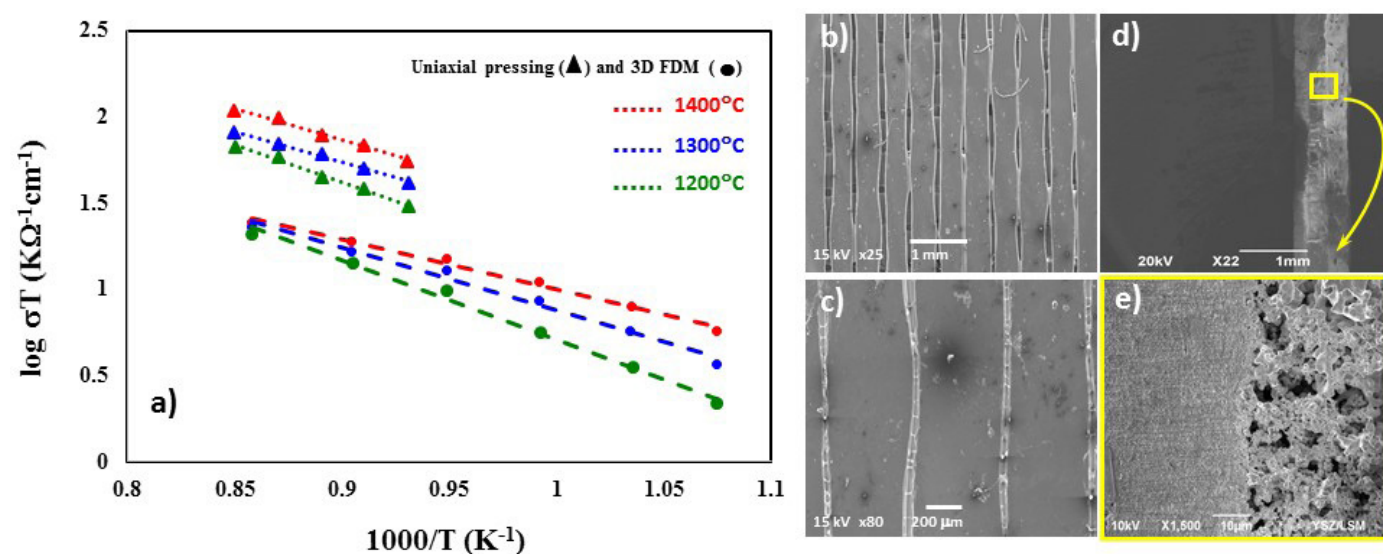 2.5
2
1.5
1
0.5
0
0.8
0.85
0.9
0.95
1
1.05
1.1
log σT (KΩ⁻¹cm⁻¹)
1000/T (K⁻¹)
Uniaxial pressing (▲) and 3D FDM ( ● )
1400°C
1300°C
1200°C
a)
b)
15 kV x25
1 mm
c)
15 kV x80
200 µm
d)
20kV X22 1mm
e)
10kV X1,500 10µm YSZ/LSM